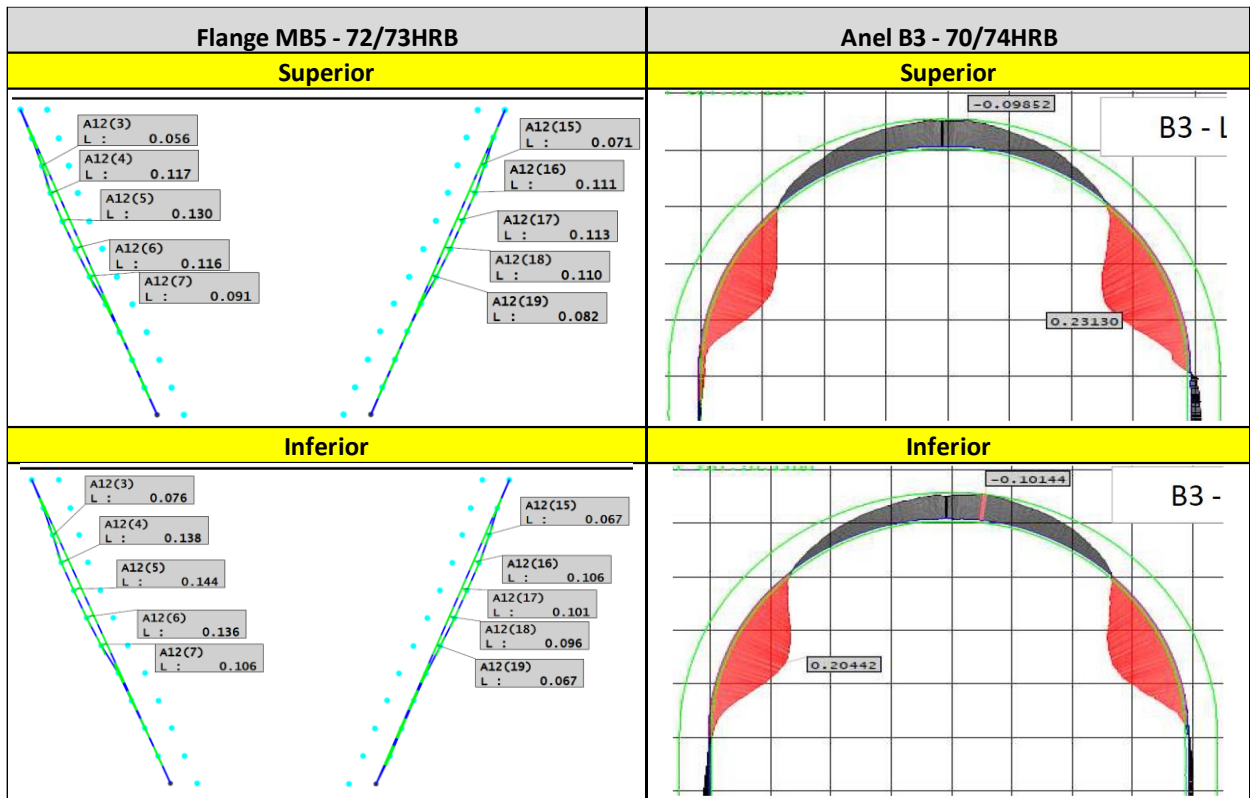 Flange MB5 - 72/73HRB
Anel B3 - 70/74HRB
Superior
Superior
A12(3)
L : 0.056
A12(4)
L : 0.117
A12(5)
L : 0.130
A12(6)
L : 0.116
A12(7)
L : 0.091
A12(15)
L : 0.071
A12(16)
L : 0.111
A12(17)
L : 0.113
A12(18)
L : 0.110
A12(19)
L : 0.082
-0.09852
B3 - L
0.23130
Inferior
Inferior
A12(3)
L : 0.076
A12(4)
L : 0.138
A12(5)
L : 0.144
A12(6)
L : 0.136
A12(7)
L : 0.106
A12(15)
L : 0.067
A12(16)
L : 0.106
A12(17)
L : 0.101
A12(18)
L : 0.096
A12(19)
L : 0.067
-0.10144
B3 -
0.20442